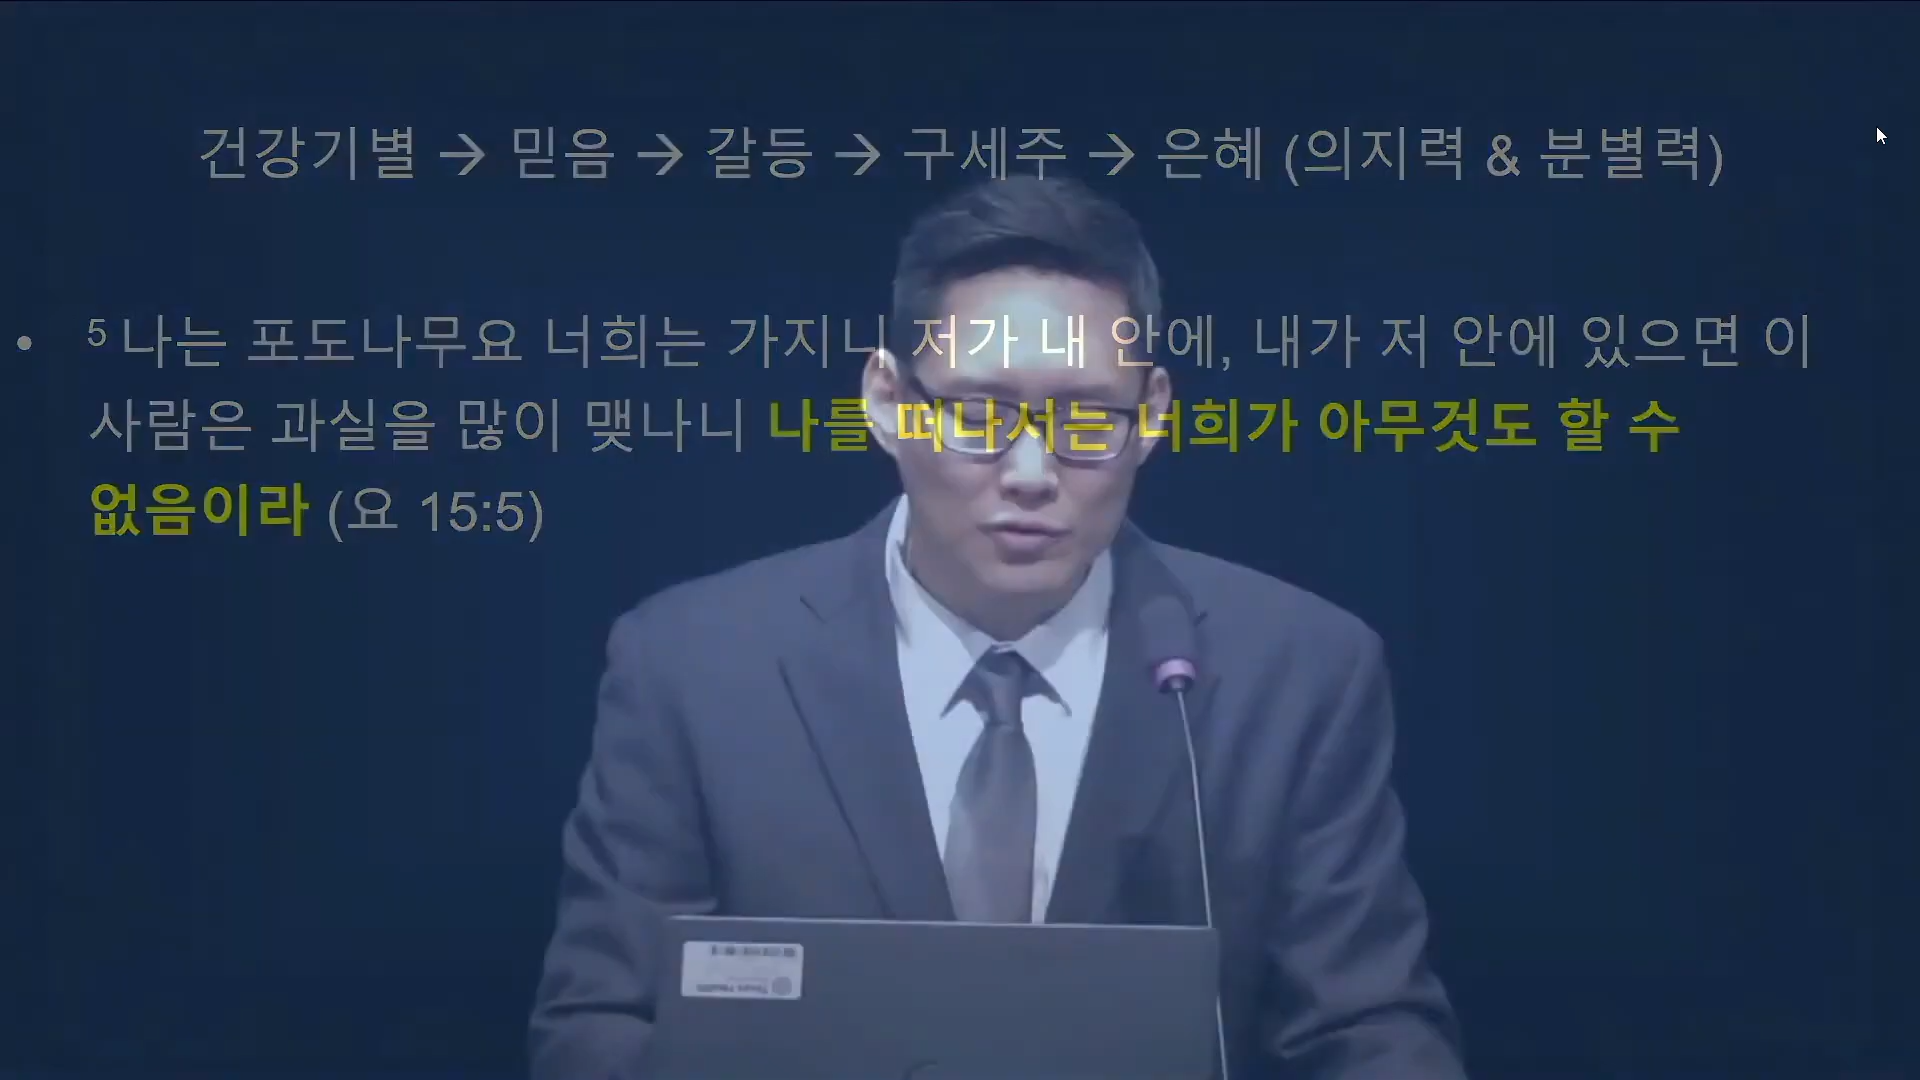 건강기별 → 믿음 → 갈등 → 구세주 → 은혜 (의지력 & 분별력)
• 5 나는 포도나무요 너희는 가지니 저가 내 안에, 내가 저 안에 있으면 이
사람은 과실을 많이 맺나니 나를 떠나서는 너희가 아무것도 할 수
없음이라 (요 15:5)